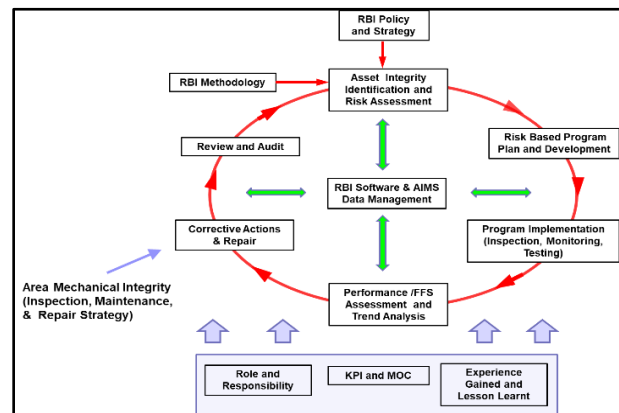 RBI Policy
and Strategy
RBI Methodology
Asset Integrity
Identification and
Risk Assessment
Review and Audit
Risk Based Program
Plan and Development
RBI Software & AIMS
Data Management
Corrective Actions
& Repair
Program Implementation
(Inspection, Monitoring,
Testing)
Area Mechanical Integrity
(Inspection, Maintenance,
& Repair Strategy)
Performance /FFS
Assessment and
Trend Analysis
Role and
Responsibility
KPI and MOC
Experience
Gained and
Lesson Learnt